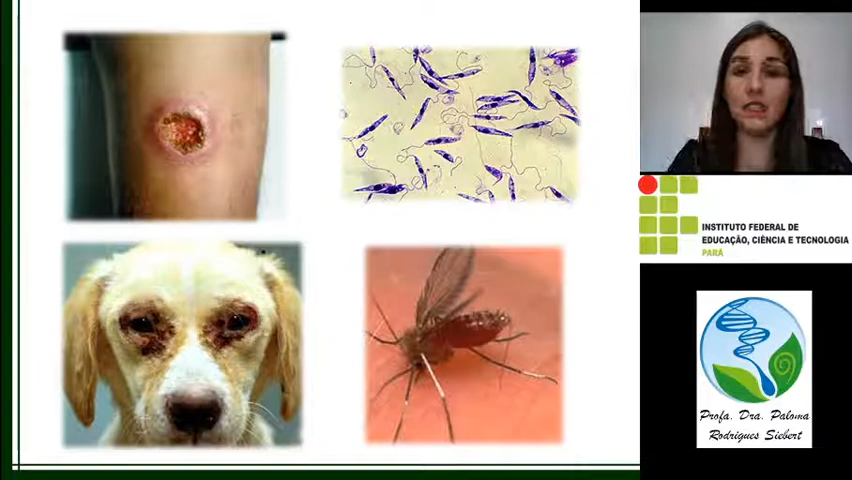 INSTITUTO FEDERAL DE
EDUCAÇÃO, CIÊNCIA E TECNOLOGIA
PARÁ
Profa. Dra. Paloma
Rodrigues Siebert